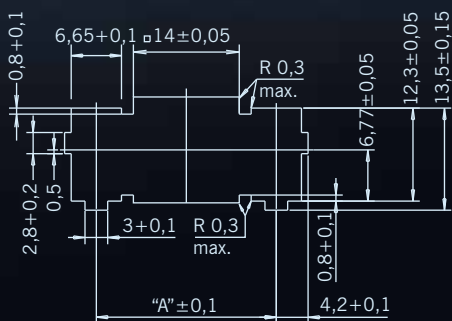 6,65+0,1
▫14±0,05
0,8+0,1
R 0,3
max.
6,77±0,05
12,3±0,05
13,5±0,15
2,8+0,2
0,5
3+0,1
R 0,3
max.
0,8+0,1
“A”±0,1
4,2+0,1